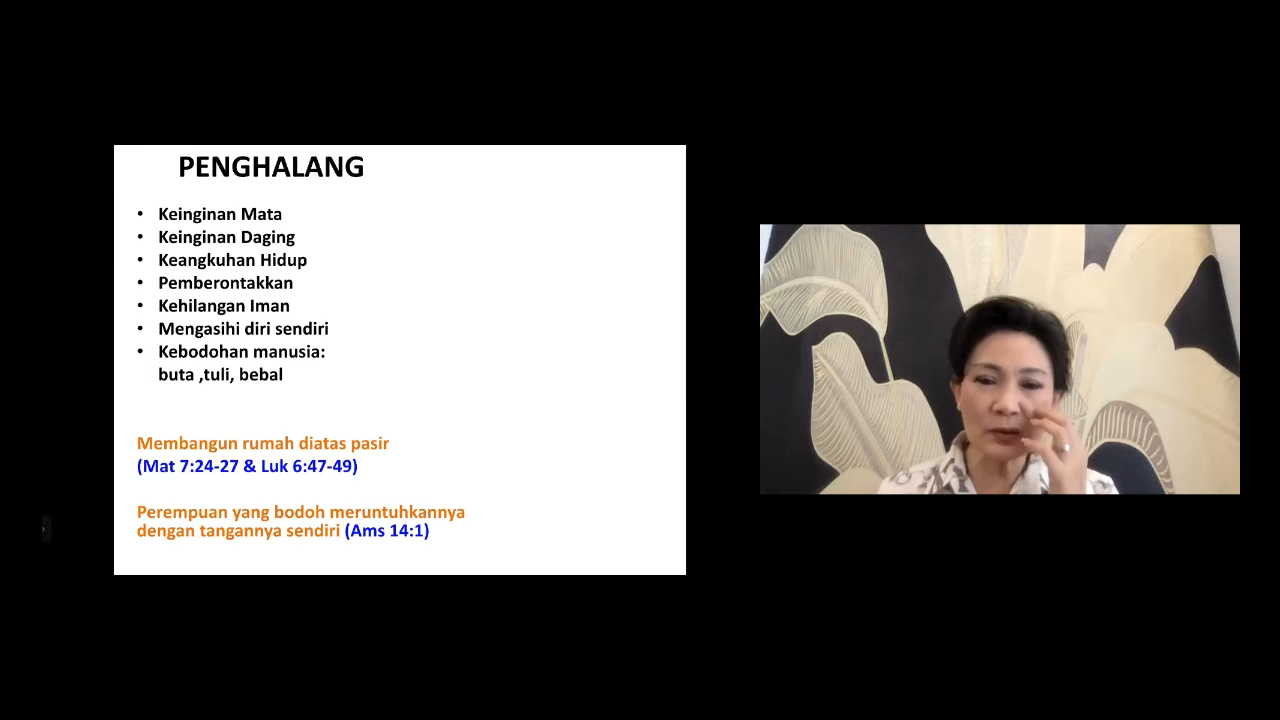 PENGHALANG
• Keinginan Mata
• Keinginan Daging
• Keangkuhan Hidup
• Pemberontakkan
• Kehilangan Iman
• Mengasihi diri sendiri
• Kebodohan manusia:
buta ,tuli, bebal
Membangun rumah diatas pasir
(Mat 7:24-27 & Luk 6:47-49)
Perempuan yang bodoh meruntuhkannya
dengan tangannya sendiri (Ams 14:1)